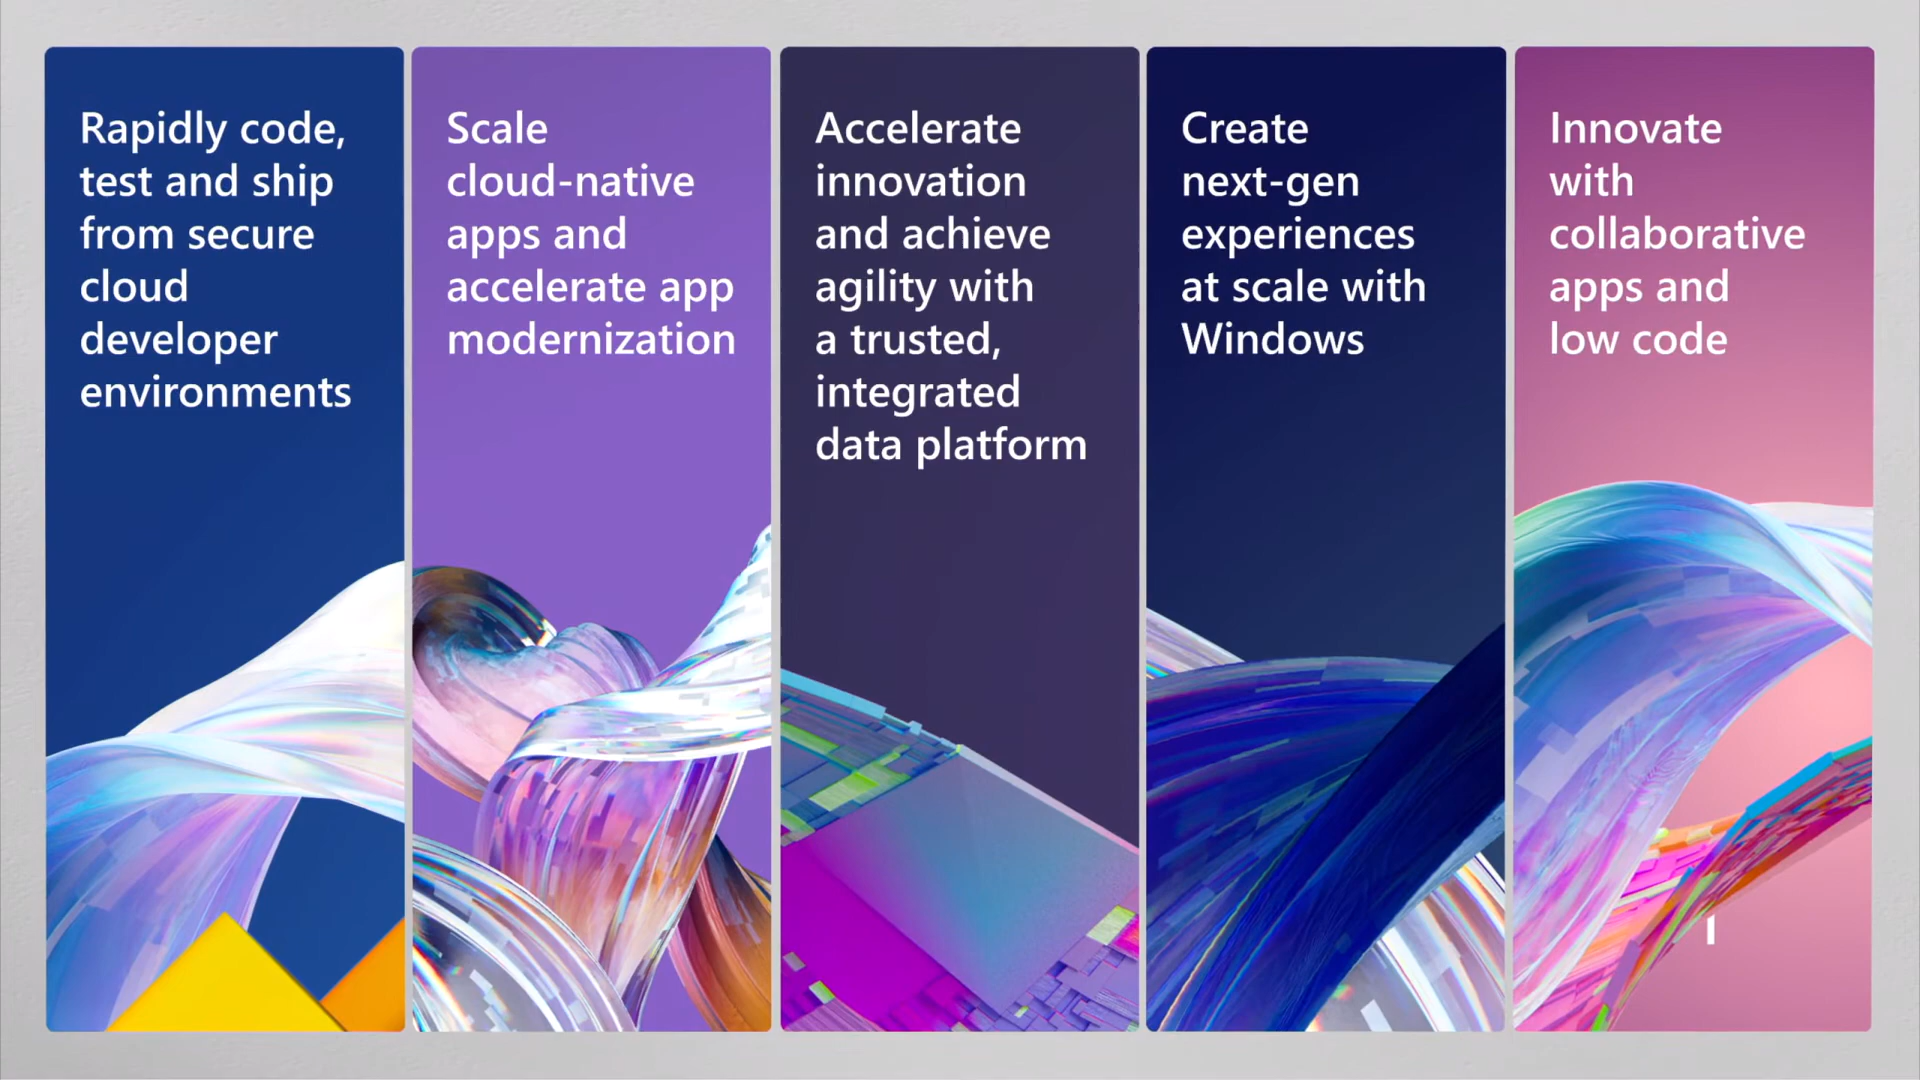 Rapidly code,
test and ship
from secure
cloud
developer
environments
Scale
cloud-native
apps and
accelerate app
modernization
Accelerate
innovation
and achieve
agility with
a trusted,
integrated
data platform
Create
next-gen
experiences
at scale with
Windows
Innovate
with
collaborative
apps and
low code